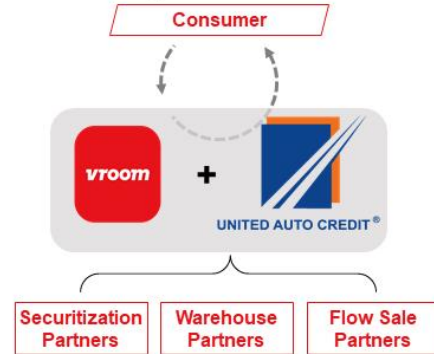 Consumer
vroom
+
UNITED AUTO CREDIT®
Securitization
Partners
Warehouse
Partners
Flow Sale
Partners